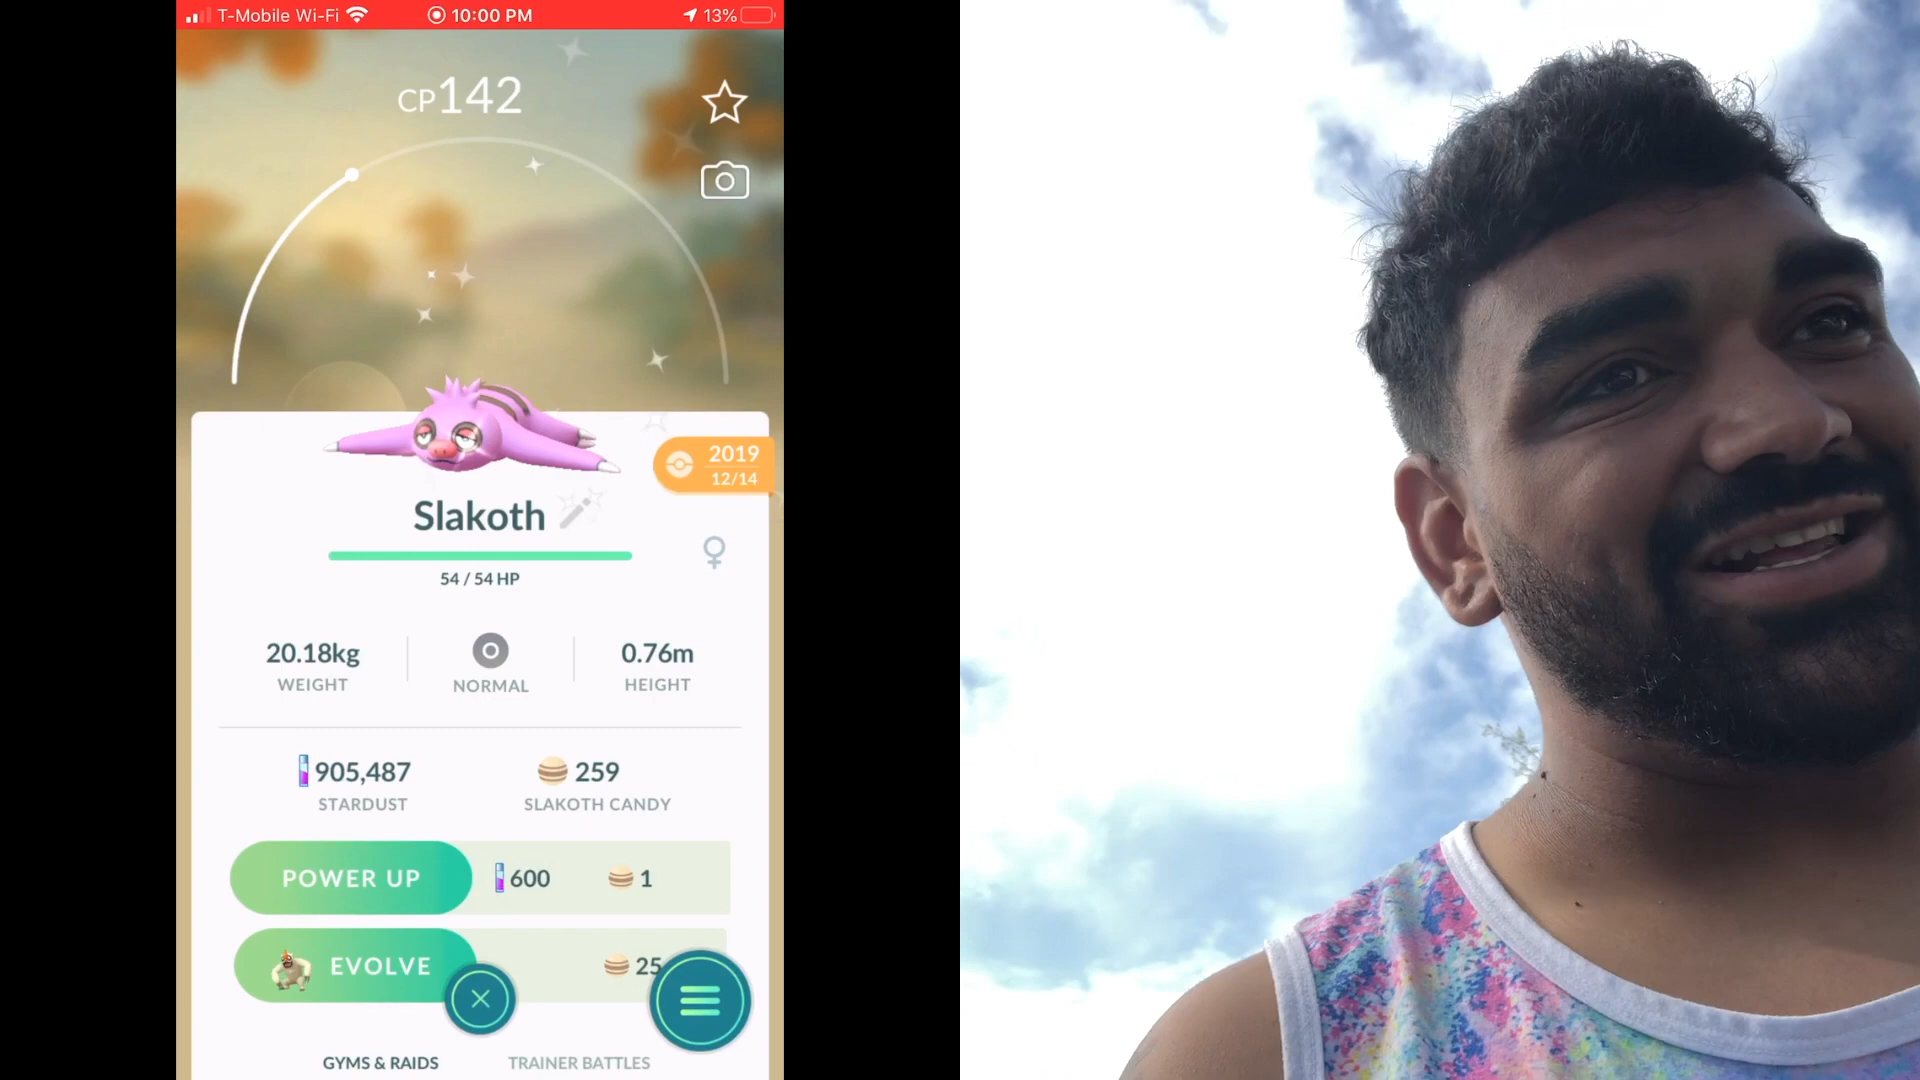 T-Mobile Wi-Fi 10:00 PM 13%
CP142
2019
12/14
Slakoth
54 / 54 HP
20.18kg
WEIGHT
NORMAL
0.76m
HEIGHT
905,487
STARDUST
259
SLAKOTH CANDY
POWER UP 600 1
EVOLVE 25
GYMS & RAIDS TRAINER BATTLES